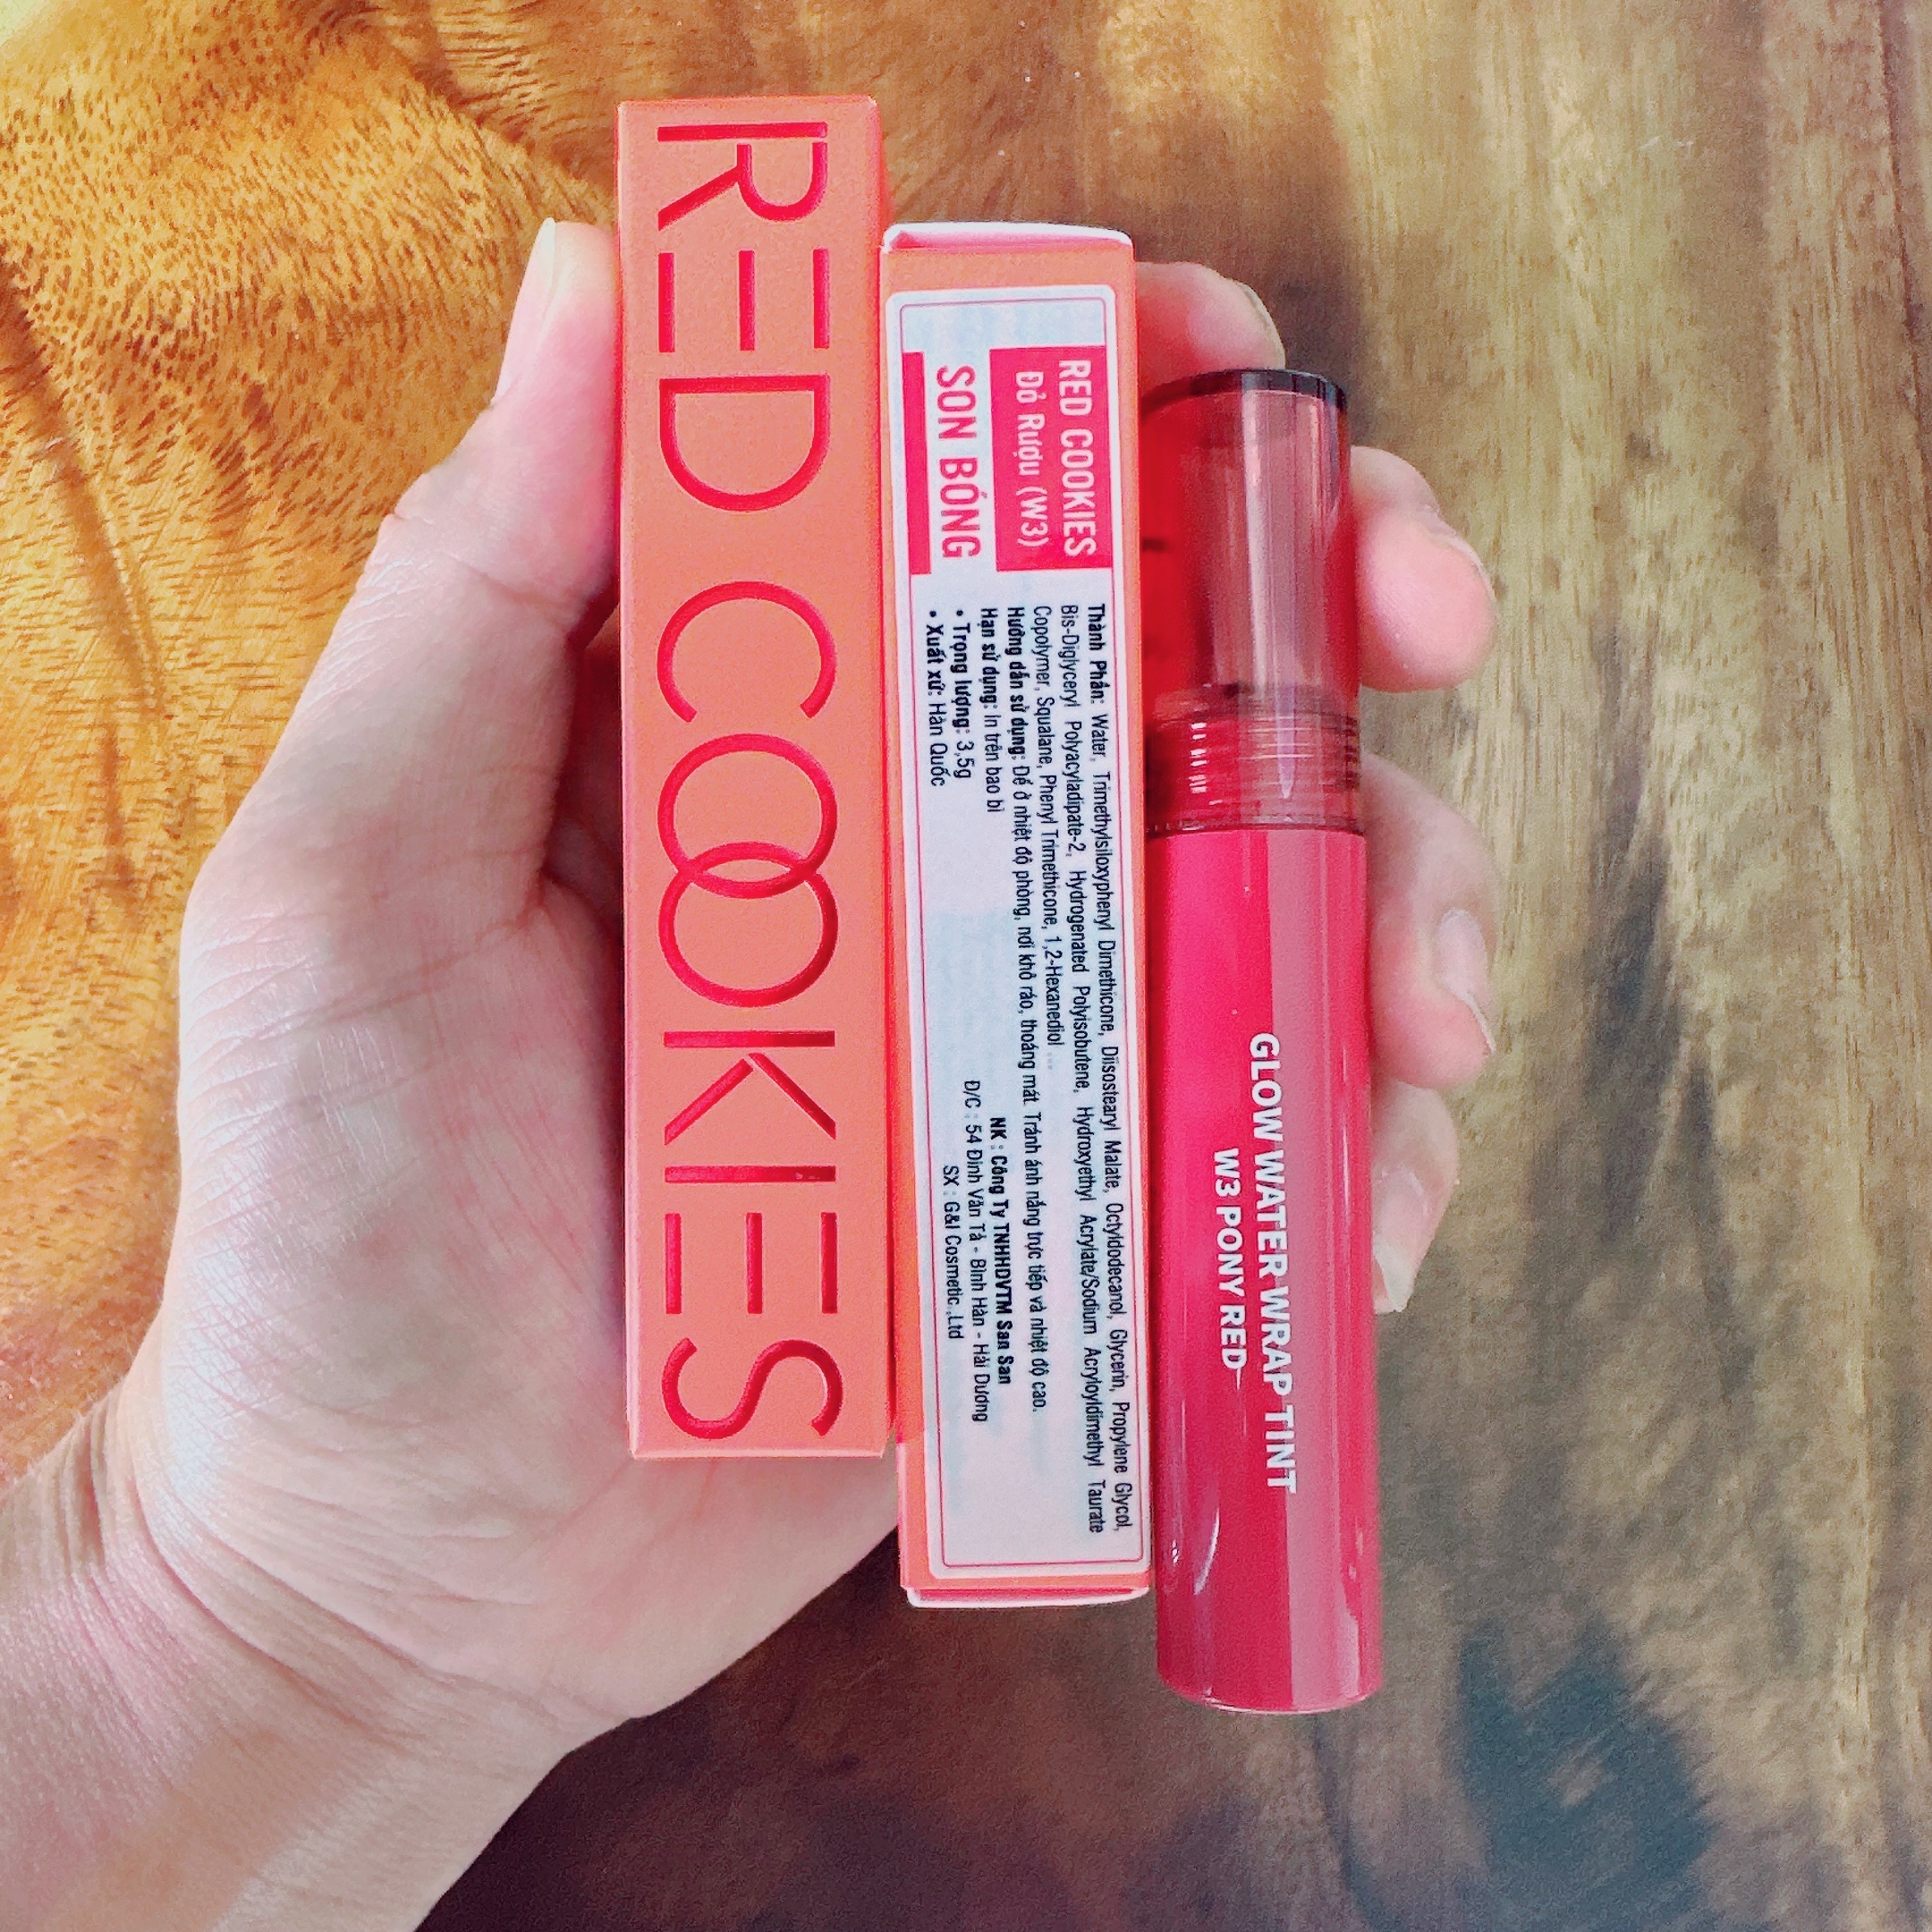 RED COOKIES
RED COOKIES
Đỏ Rượu (W3)
SON BÓNG
Thành Phần: Water, Trimethylsiloxyphenyl Dimethicone, Diisostearyl Malate, Octyldodecanol, Glycerin, Propylene Glycol,
Bis-Diglyceryl Polyacyladipate-2, Hydrogenated Polyisobutene, Hydroxyethyl Acrylate/Sodium Acryloyldimethyl Taurate
Copolymer, Squalane, Phenyl Trimethicone, 1,2-Hexanediol ...
Hướng dẫn sử dụng: Để ở nhiệt độ phòng, nơi khô ráo, thoáng mát. Tránh ánh nắng trực tiếp và nhiệt độ cao.
Hạn sử dụng: In trên bao bì
• Trọng lượng: 3,5g
• Xuất xứ: Hàn Quốc
NK : Công Ty TNHHDVTM San San
Đ/C : 54 Đinh Văn Tả - Bình Hàn - Hải Dương
SX : G&I Cosmetic.,Ltd
GLOW WATER WRAP TINT
W3 PONY RED